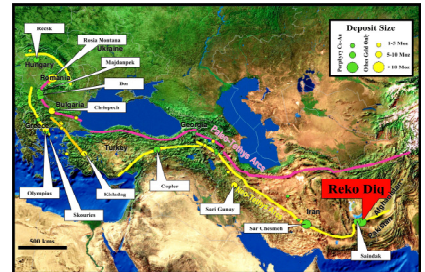 Deposit Size
Porphyry Cu-Au
Other Gold only
1-5 Moz
5-10 Moz
>10 Moz
Recsk
Rosia Montana
Ukraine
Hungary
Majdanpek
Romania
Bulgaria
Chelopech
Greece
Georgia
Turkey
Olympias
Skouries
Kisladag
Copler
Sari Gunay
Iran
Sar Chesmeh
Reko Diq
Afghanistan
Saindak
500 kms